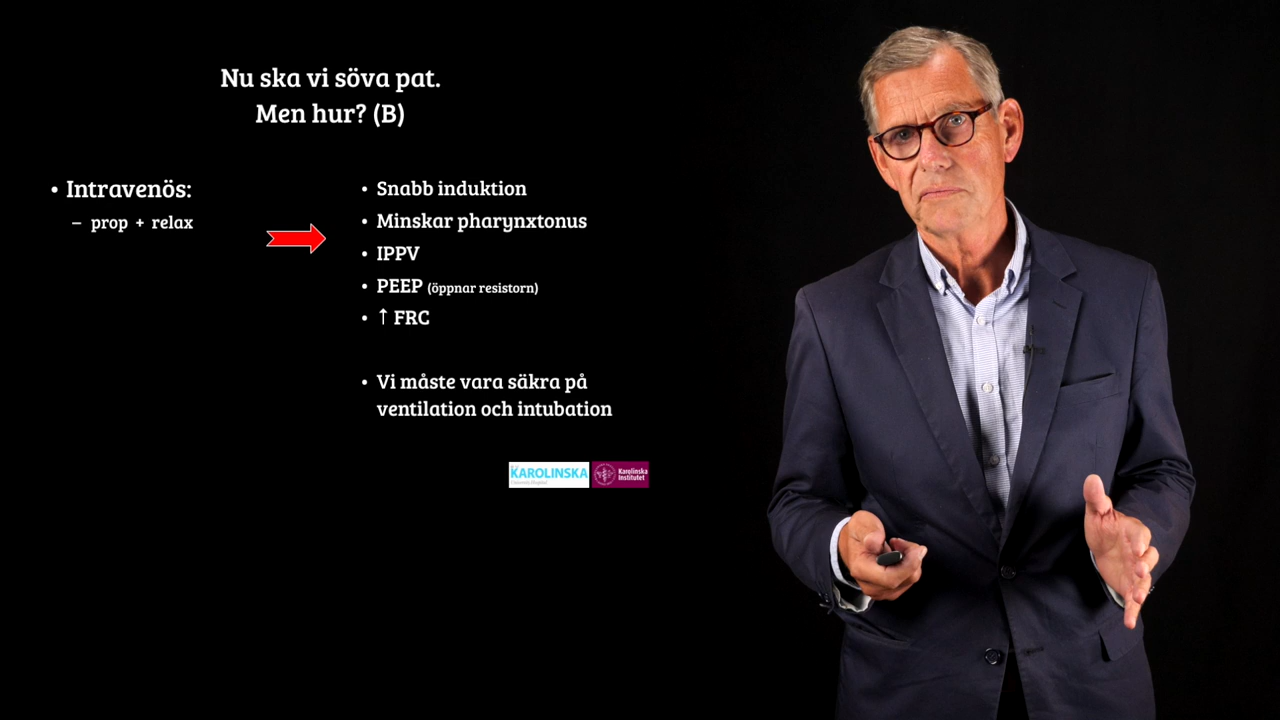 Nu ska vi söva pat.
Men hur? (B)
• Intravenös:
– prop + relax
• Snabb induktion
• Minskar pharynxtonus
• IPPV
• PEEP (öppnar resistorn)
• ↑ FRC
• Vi måste vara säkra på
ventilation och intubation
KAROLINSKA
Karolinska
Institutet